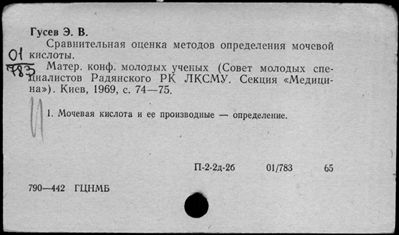 Гусев Э. В.
Сравнительная оценка методов определения мочевой
01
783
кислоты.
Матер. конф. молодых ученых (Совет молодых спе-
циалистов Радянского РК ЛКСМУ. Секция «Медици-
на»). Киев, 1969, с. 74—75.
1. Мочевая кислота и ее производные — определение.
П-2-2д-2б 01/783 65
790—442 ГЦНМБ